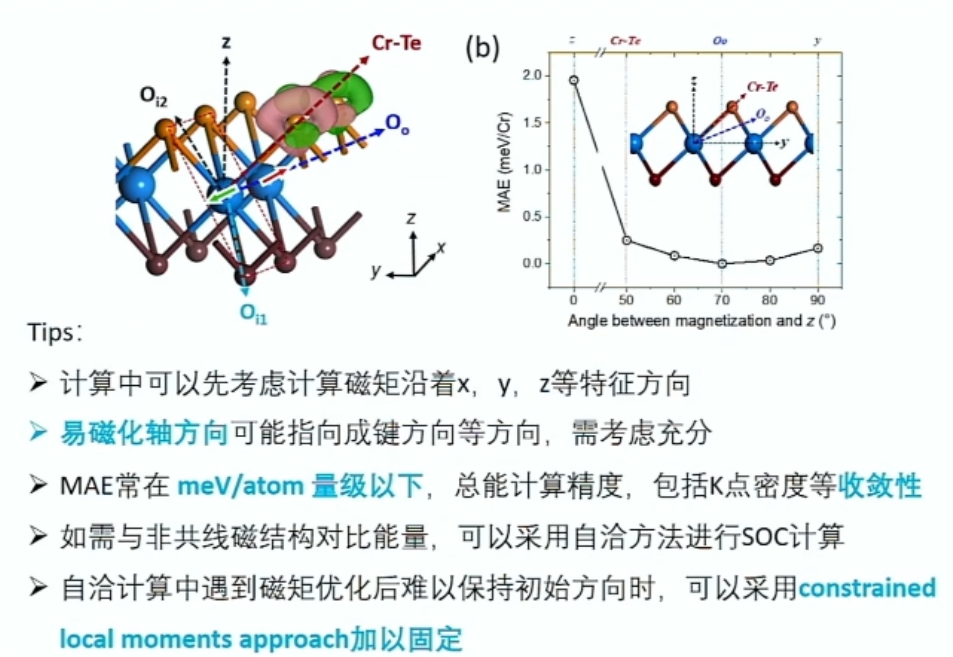 z
Cr-Te
O_i2
O_o
z
x
y
O_i1
(b)
z Cr-Te Oo y
MAE (meV/Cr)
2.0
1.5
1.0
0.5
0.0
z
Cr-Te
O_o
y
0 50 60 70 80 90
Angle between magnetization and z (°)
Tips：
➤ 计算中可以先考虑计算磁矩沿着x，y，z等特征方向
➤ 易磁化轴方向可能指向成键方向等方向，需考虑充分
➤ MAE常在 meV/atom 量级以下，总能计算精度，包括K点密度等收敛性
➤ 如需与非共线磁结构对比能量，可以采用自洽方法进行SOC计算
➤ 自洽计算中遇到磁矩优化后难以保持初始方向时，可以采用constrained
local moments approach加以固定